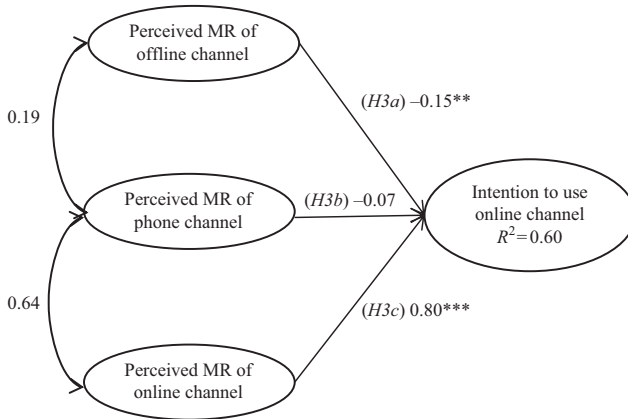 Perceived MR of
offline channel
0.19
(H3a) –0.15**
Perceived MR of
phone channel
(H3b) –0.07
Intention to use
online channel
R²=0.60
0.64
(H3c) 0.80***
Perceived MR of
online channel